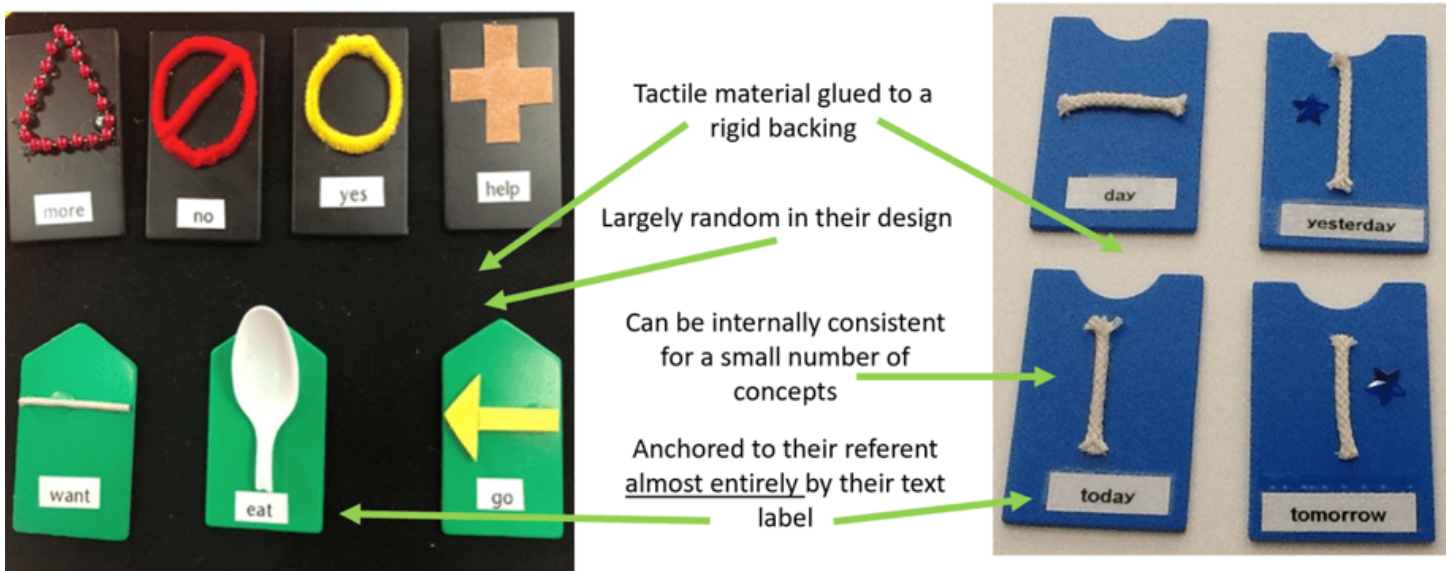 more
no
yes
help
want
eat
go
Tactile material glued to a
rigid backing
Largely random in their design
Can be internally consistent
for a small number of
concepts
Anchored to their referent
almost entirely by their text
label
day
yesterday
today
tomorrow